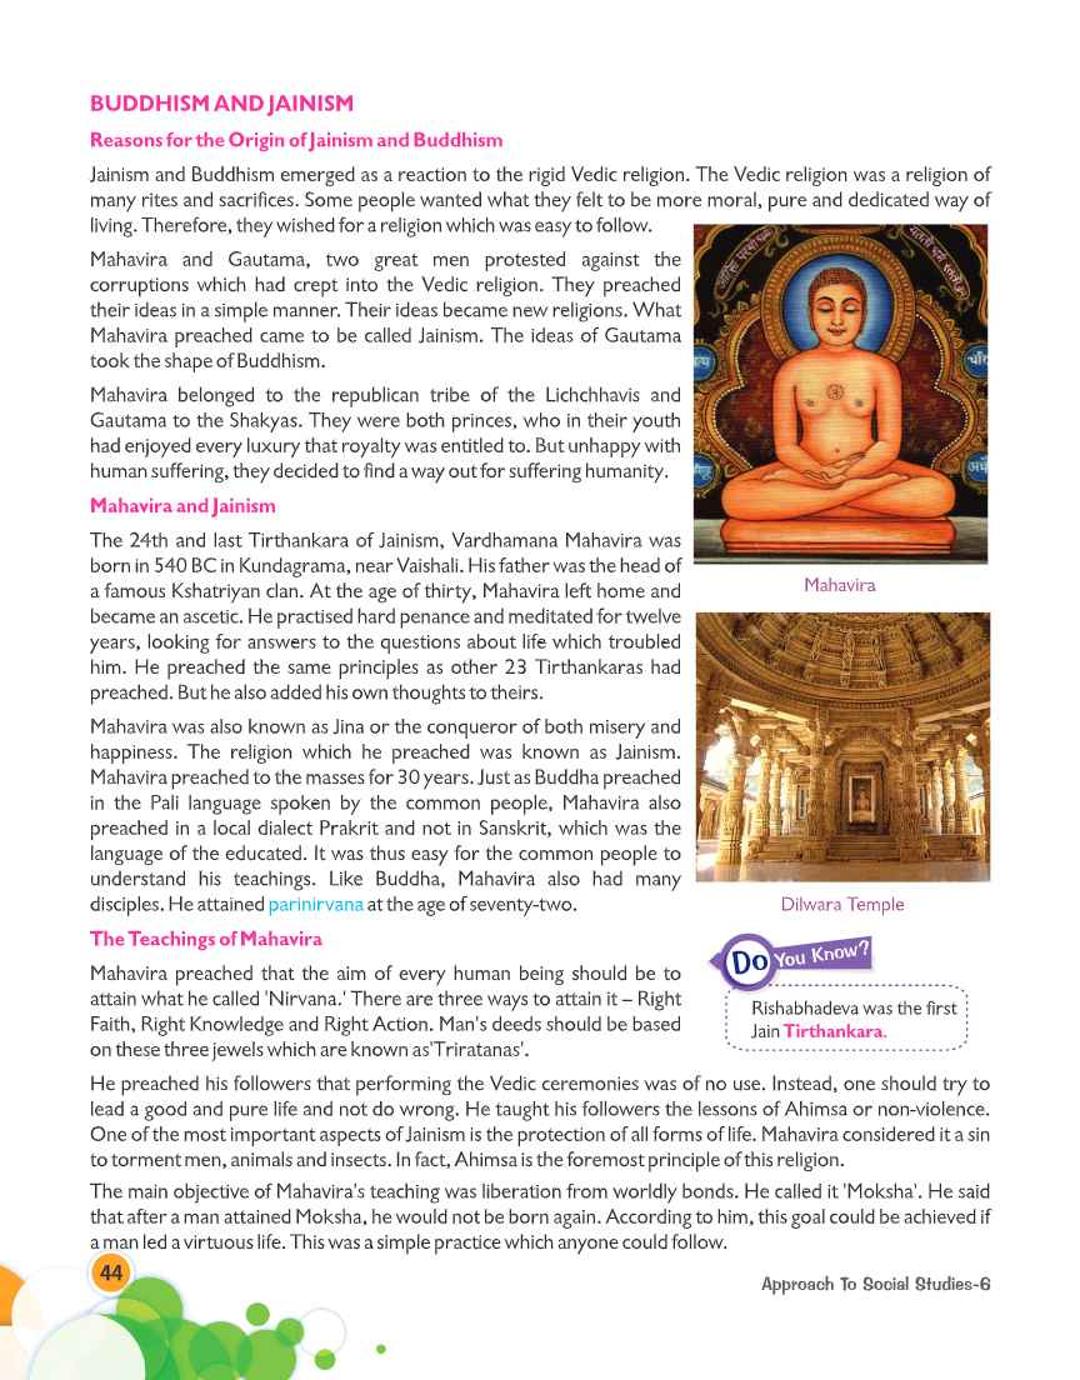 BUDDHISM AND JAINISM
Reasons for the Origin of Jainism and Buddhism
Jainism and Buddhism emerged as a reaction to the rigid Vedic religion. The Vedic religion was a religion of
many rites and sacrifices. Some people wanted what they felt to be more moral, pure and dedicated way of
living. Therefore, they wished for a religion which was easy to follow.
Mahavira and Gautama, two great men protested against the
corruptions which had crept into the Vedic religion. They preached
their ideas in a simple manner. Their ideas became new religions. What
Mahavira preached came to be called Jainism. The ideas of Gautama
took the shape of Buddhism.
Mahavira belonged to the republican tribe of the Lichchhavis and
Gautama to the Shakyas. They were both princes, who in their youth
had enjoyed every luxury that royalty was entitled to. But unhappy with
human suffering, they decided to find a way out for suffering humanity.
Mahavira and Jainism
The 24th and last Tirthankara of Jainism, Vardhamana Mahavira was
born in 540 BC in Kundagrama, near Vaishali. His father was the head of
a famous Kshatriyan clan. At the age of thirty, Mahavira left home and
became an ascetic. He practised hard penance and meditated for twelve
years, looking for answers to the questions about life which troubled
him. He preached the same principles as other 23 Tirthankaras had
preached. But he also added his own thoughts to theirs.
Mahavira was also known as Jina or the conqueror of both misery and
happiness. The religion which he preached was known as Jainism.
Mahavira preached to the masses for 30 years. Just as Buddha preached
in the Pali language spoken by the common people, Mahavira also
preached in a local dialect Prakrit and not in Sanskrit, which was the
language of the educated. It was thus easy for the common people to
understand his teachings. Like Buddha, Mahavira also had many
disciples. He attained parinirvana at the age of seventy-two.
Mahavira
Dilwara Temple
The Teachings of Mahavira
Mahavira preached that the aim of every human being should be to
attain what he called 'Nirvana.' There are three ways to attain it – Right
Faith, Right Knowledge and Right Action. Man's deeds should be based
on these three jewels which are known as'Triratanas'.
Do You Know?
Rishabhadeva was the first
Jain Tirthankara.
He preached his followers that performing the Vedic ceremonies was of no use. Instead, one should try to
lead a good and pure life and not do wrong. He taught his followers the lessons of Ahimsa or non-violence.
One of the most important aspects of Jainism is the protection of all forms of life. Mahavira considered it a sin
to torment men, animals and insects. In fact, Ahimsa is the foremost principle of this religion.
The main objective of Mahavira's teaching was liberation from worldly bonds. He called it 'Moksha'. He said
that after a man attained Moksha, he would not be born again. According to him, this goal could be achieved if
a man led a virtuous life. This was a simple practice which anyone could follow.
44
Approach To Social Studies-6